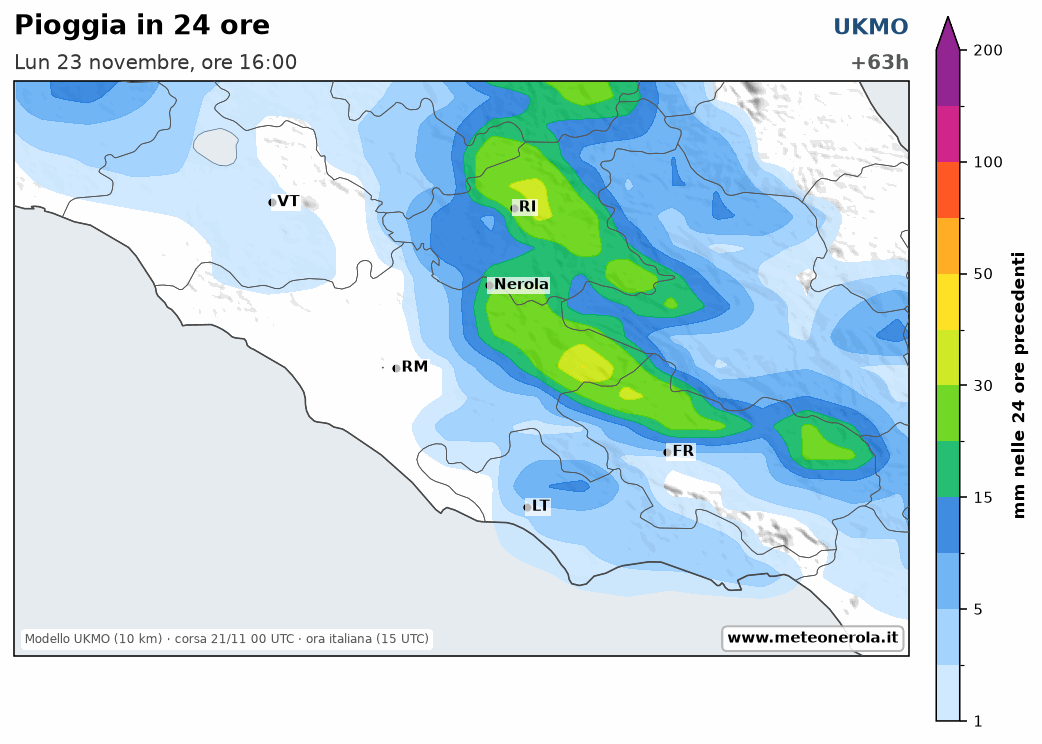 Pioggia in 24 ore
UKMO
Lun 23 novembre, ore 16:00
+63h
200
100
50
30
15
5
1
mm nelle 24 ore precedenti
VT
RI
Nerola
RM
FR
LT
Modello UKMO (10 km) · corsa 21/11 00 UTC · ora italiana (15 UTC)
www.meteonerola.it